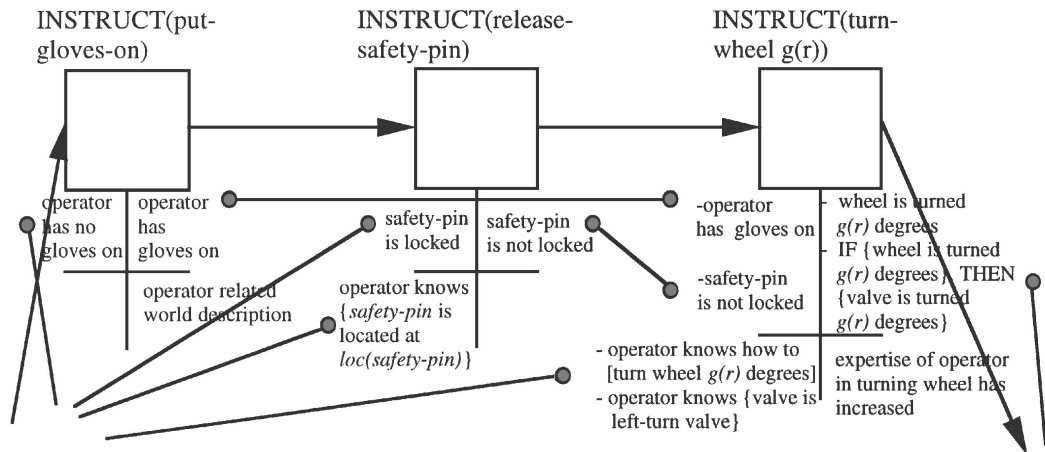 INSTRUCT(put-
gloves-on)
INSTRUCT(release-
safety-pin)
INSTRUCT(turn-
wheel g(r))
operator
has no
gloves on
operator
has
gloves on
operator related
world description
safety-pin
is locked
safety-pin
is not locked
operator knows
{safety-pin is
located at
loc(safety-pin)}
-operator
has gloves on
-safety-pin
is not locked
- wheel is turned
g(r) degrees
- IF {wheel is turned
g(r) degrees} THEN
{valve is turned
g(r) degrees}
- operator knows how to
[turn wheel g(r) degrees]
- operator knows {valve is
left-turn valve}
expertise of operator
in turning wheel has
increased